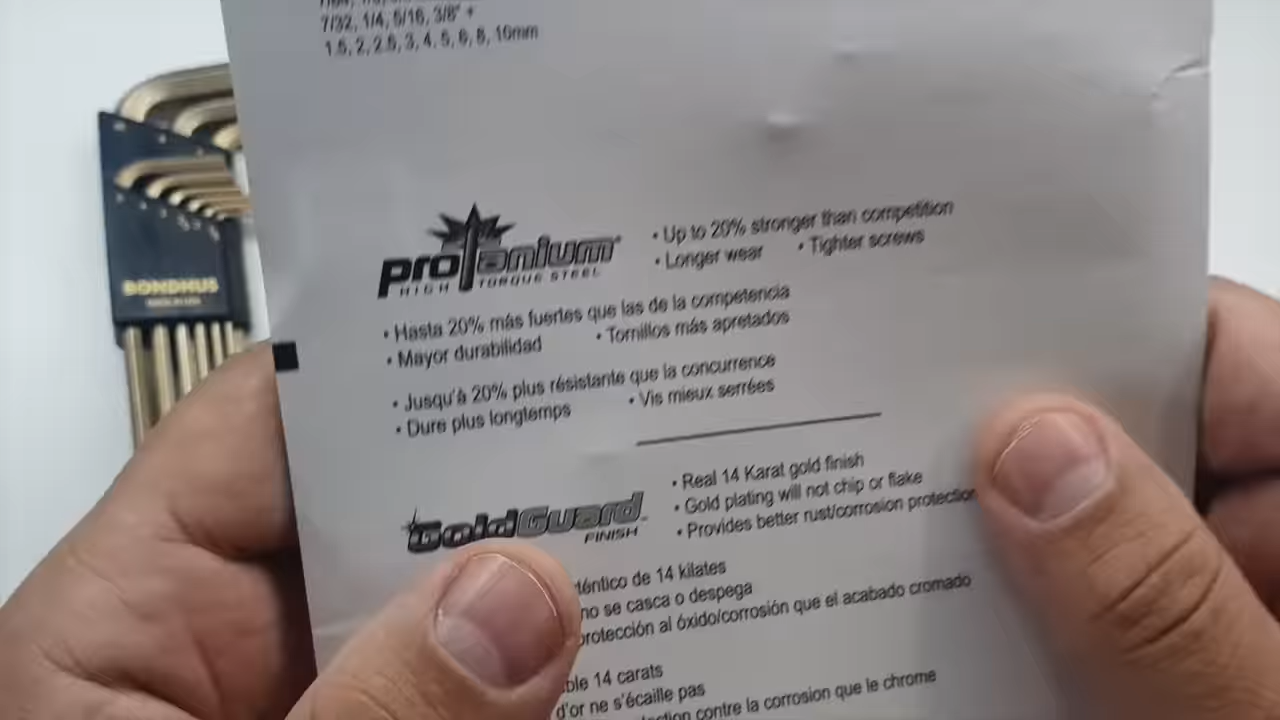 7/32, 1/4, 5/16, 3/8" +
1.5, 2, 2.5, 3, 4, 5, 6, 8, 10mm
proTanium®
HIGH TORQUE STEEL
• Up to 20% stronger than competition
• Longer wear • Tighter screws
• Hasta 20% más fuertes que las de la competencia
• Mayor durabilidad • Tornillos más apretados
• Jusqu'à 20% plus résistante que la concurrence
• Dure plus longtemps • Vis mieux serrées
GoldGuard™
FINISH
• Real 14 Karat gold finish
• Gold plating will not chip or flake
• Provides better rust/corrosion protection
de 14 kilates
no se casca o despega
protección al óxido/corrosión que el acabado cromado
14 carats
d'or ne s'écaille pas
contre la corrosion que le chrome
BONDHUS
MADE IN USA